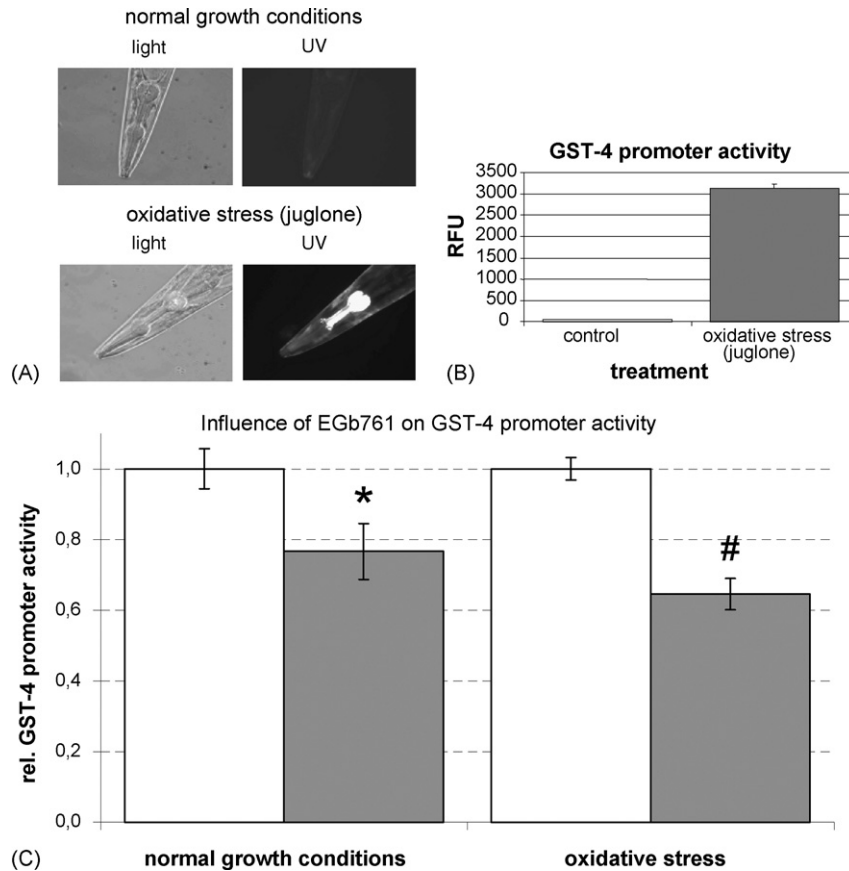 normal growth conditions
light UV
oxidative stress (juglone)
light UV
(A)
GST-4 promoter activity
RFU
3500
3000
2500
2000
1500
1000
500
0
control oxidative stress
(juglone)
treatment
(B)
Influence of EGb761 on GST-4 promoter activity
rel. GST-4 promoter activity
1,0
0,8
0,6
0,4
0,2
0,0
*
#
normal growth conditions oxidative stress
(C)